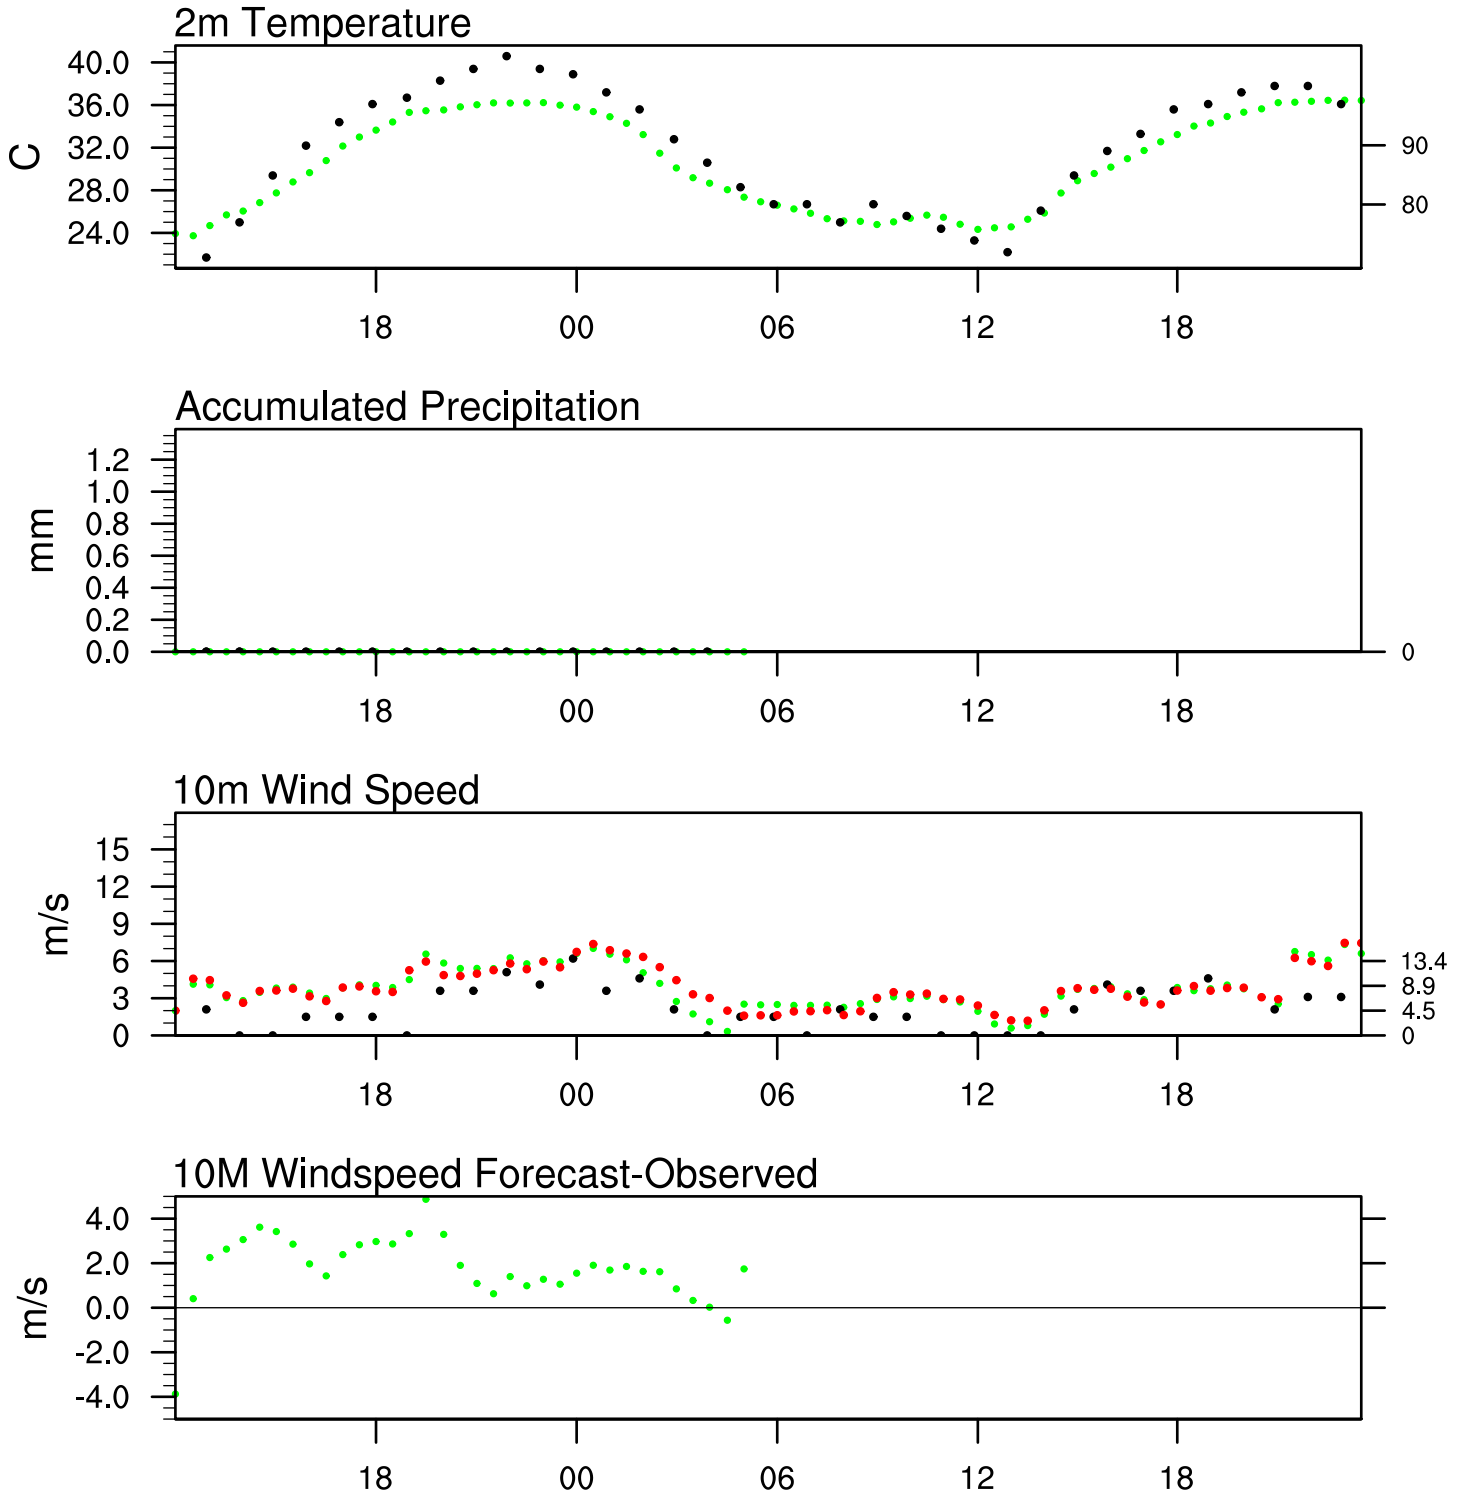 2m Temperature
40.0
36.0
32.0
28.0
24.0
C
90
80
18 00 06 12 18
Accumulated Precipitation
1.2
1.0
0.8
0.6
0.4
0.2
0.0
mm
0
18 00 06 12 18
10m Wind Speed
15
12
9
6
3
0
m/s
13.4
8.9
4.5
0
18 00 06 12 18
10M Windspeed Forecast-Observed
4.0
2.0
0.0
-2.0
-4.0
m/s
18 00 06 12 18